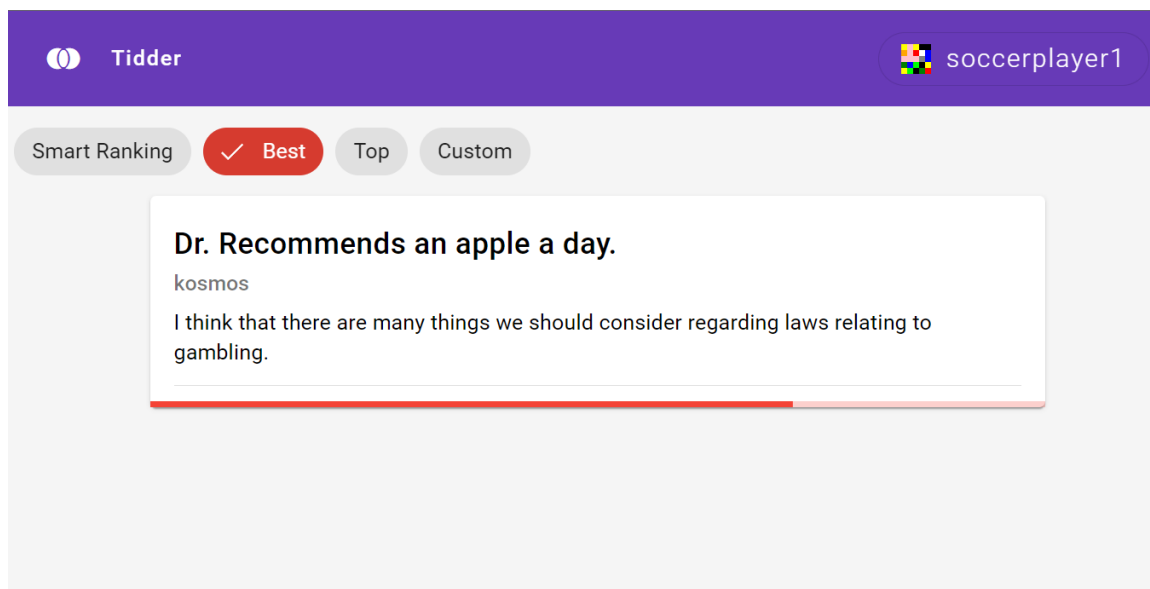 Tidder
soccerplayer1
Smart Ranking
Best
Top
Custom
Dr. Recommends an apple a day.
kosmos
I think that there are many things we should consider regarding laws relating to
gambling.